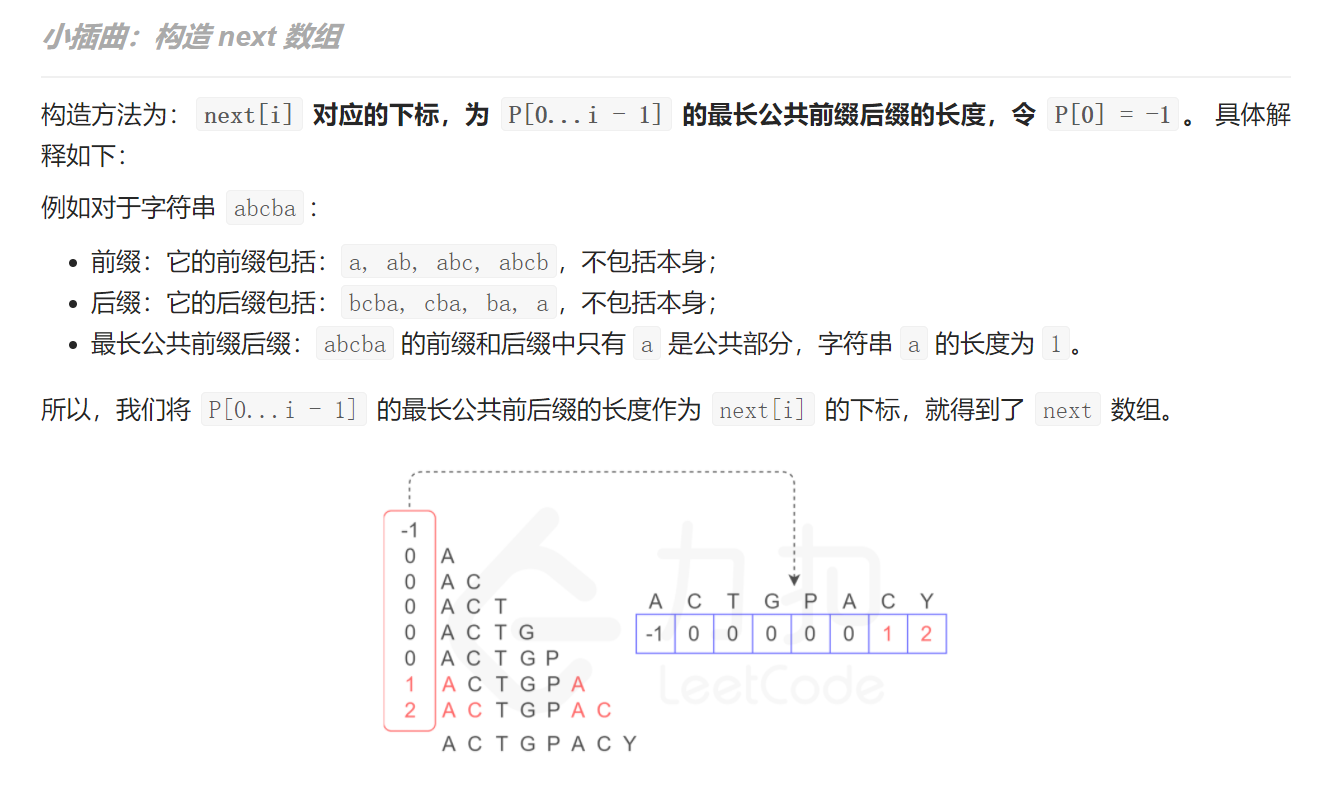 小插曲：构造 next 数组
构造方法为： next[i] 对应的下标，为 P[0...i - 1] 的最长公共前缀后缀的长度，令 P[0] = -1 。 具体解
释如下：
例如对于字符串 abcba ：
• 前缀：它的前缀包括： a, ab, abc, abcb ，不包括本身；
• 后缀：它的后缀包括： bcba, cba, ba, a ，不包括本身；
• 最长公共前缀后缀： abcba 的前缀和后缀中只有 a 是公共部分，字符串 a 的长度为 1 。
所以，我们将 P[0...i - 1] 的最长公共前后缀的长度作为 next[i] 的下标，就得到了 next 数组。
-1
0 A
0 A C
0 A C T
0 A C T G
0 A C T G P
1 A C T G P A
2 A C T G P A C
A C T G P A C Y
A C T G P A C Y
-1 0 0 0 0 0 1 2
力扣
LeetCode